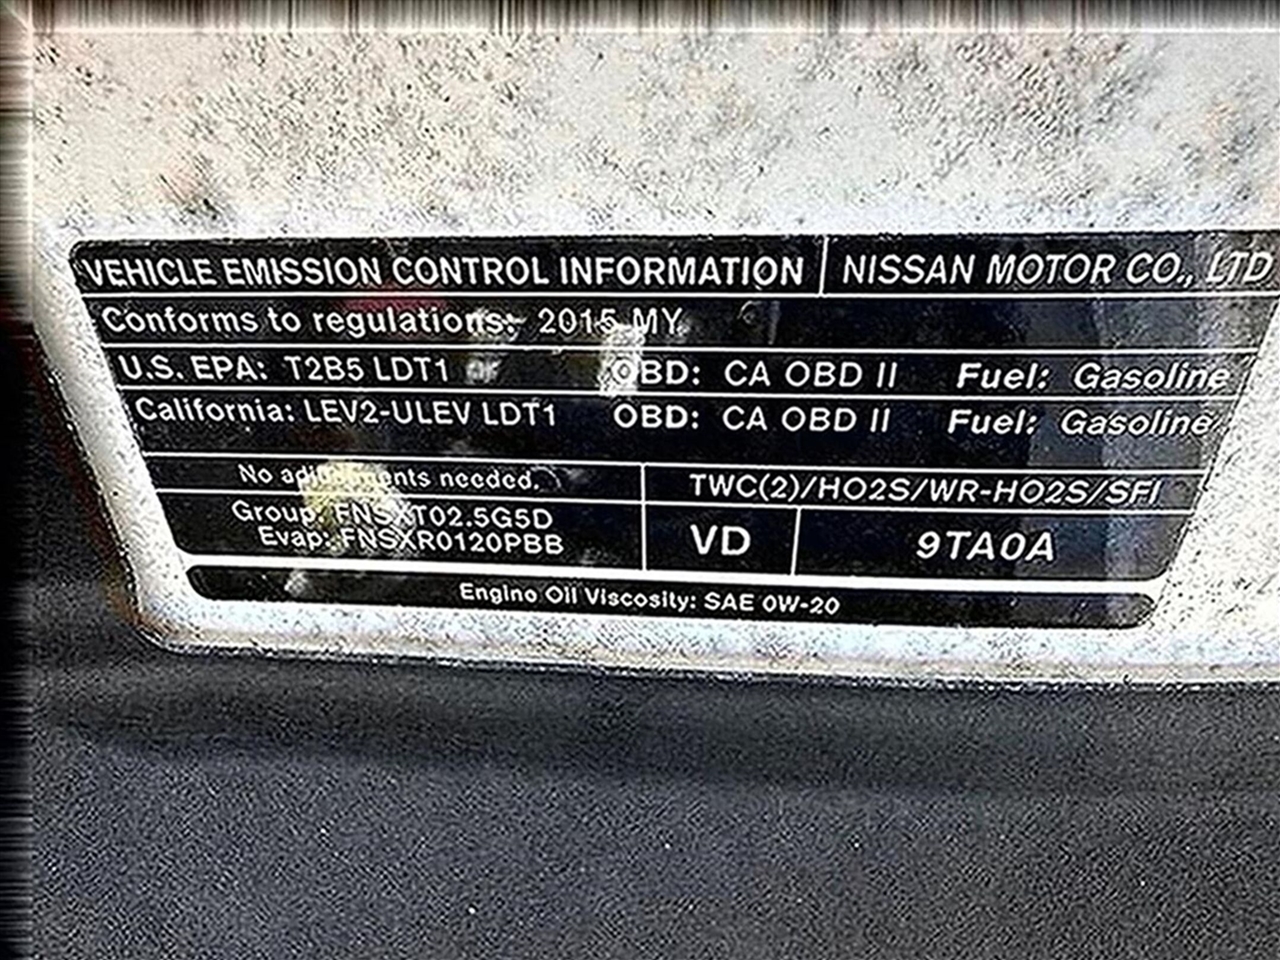 VEHICLE EMISSION CONTROL INFORMATION NISSAN MOTOR CO., LTD
Conforms to regulations: 2015 MY
U.S. EPA: T2B5 LDT1 OBD: CA OBD II Fuel: Gasoline
California: LEV2-ULEV LDT1 OBD: CA OBD II Fuel: Gasoline
No adjustments needed. TWC(2)/HO2S/WR-HO2S/SFI
Group: FNSXT02.5G5D
Evap: FNSXR0120PBB VD 9TA0A
Engine Oil Viscosity: SAE 0W-20